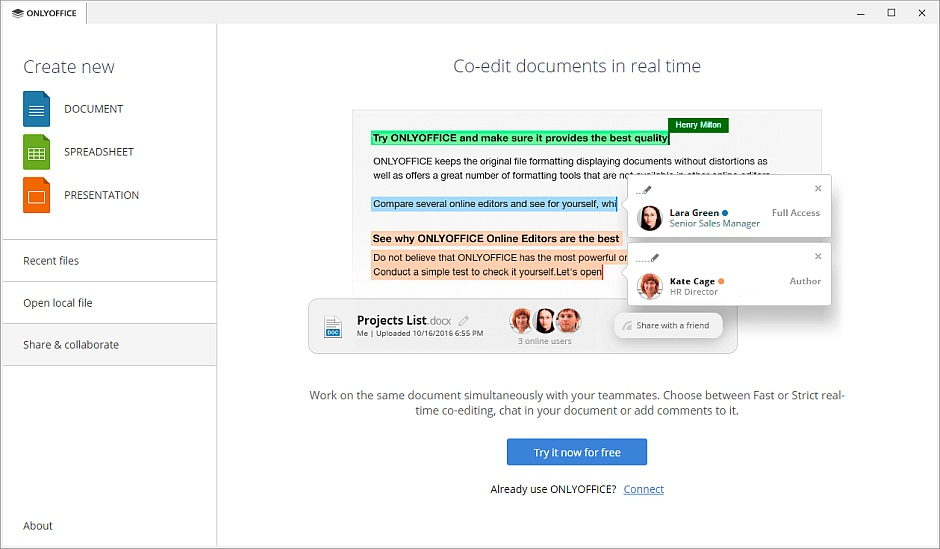 ONLYOFFICE
Create new
DOCUMENT
SPREADSHEET
PRESENTATION
Recent files
Open local file
Share & collaborate
About
Co-edit documents in real time
Henry Milton
Try ONLYOFFICE and make sure it provides the best quality
ONLYOFFICE keeps the original file formatting displaying documents without distortions as
well as offers a great number of formatting tools that are not available in other online editors
Compare several online editors and see for yourself, whi
See why ONLYOFFICE Online Editors are the best
Do not believe that ONLYOFFICE has the most powerful on
Conduct a simple test to check it yourself.Let's open
...
Lara Green
Full Access
Senior Sales Manager
.....
Kate Cage
Author
HR Director
DOC
Projects List.docx
Me | Uploaded 10/16/2016 6:55 PM
3 online users
Share with a friend
Work on the same document simultaneously with your teammates. Choose between Fast or Strict real-
time co-editing, chat in your document or add comments to it.
Try it now for free
Already use ONLYOFFICE? Connect